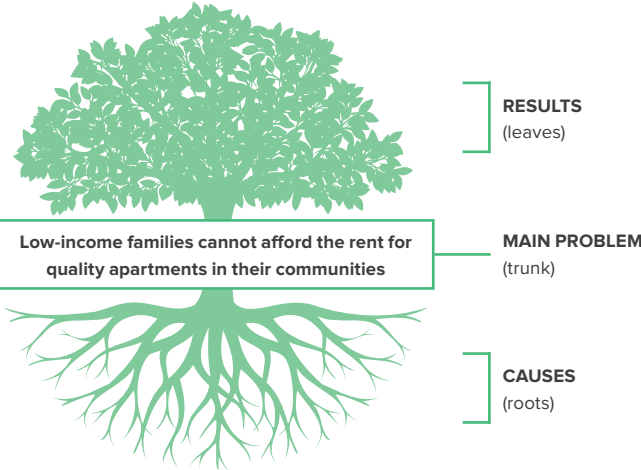 RESULTS
(leaves)
Low-income families cannot afford the rent for
quality apartments in their communities
MAIN PROBLEM
(trunk)
CAUSES
(roots)